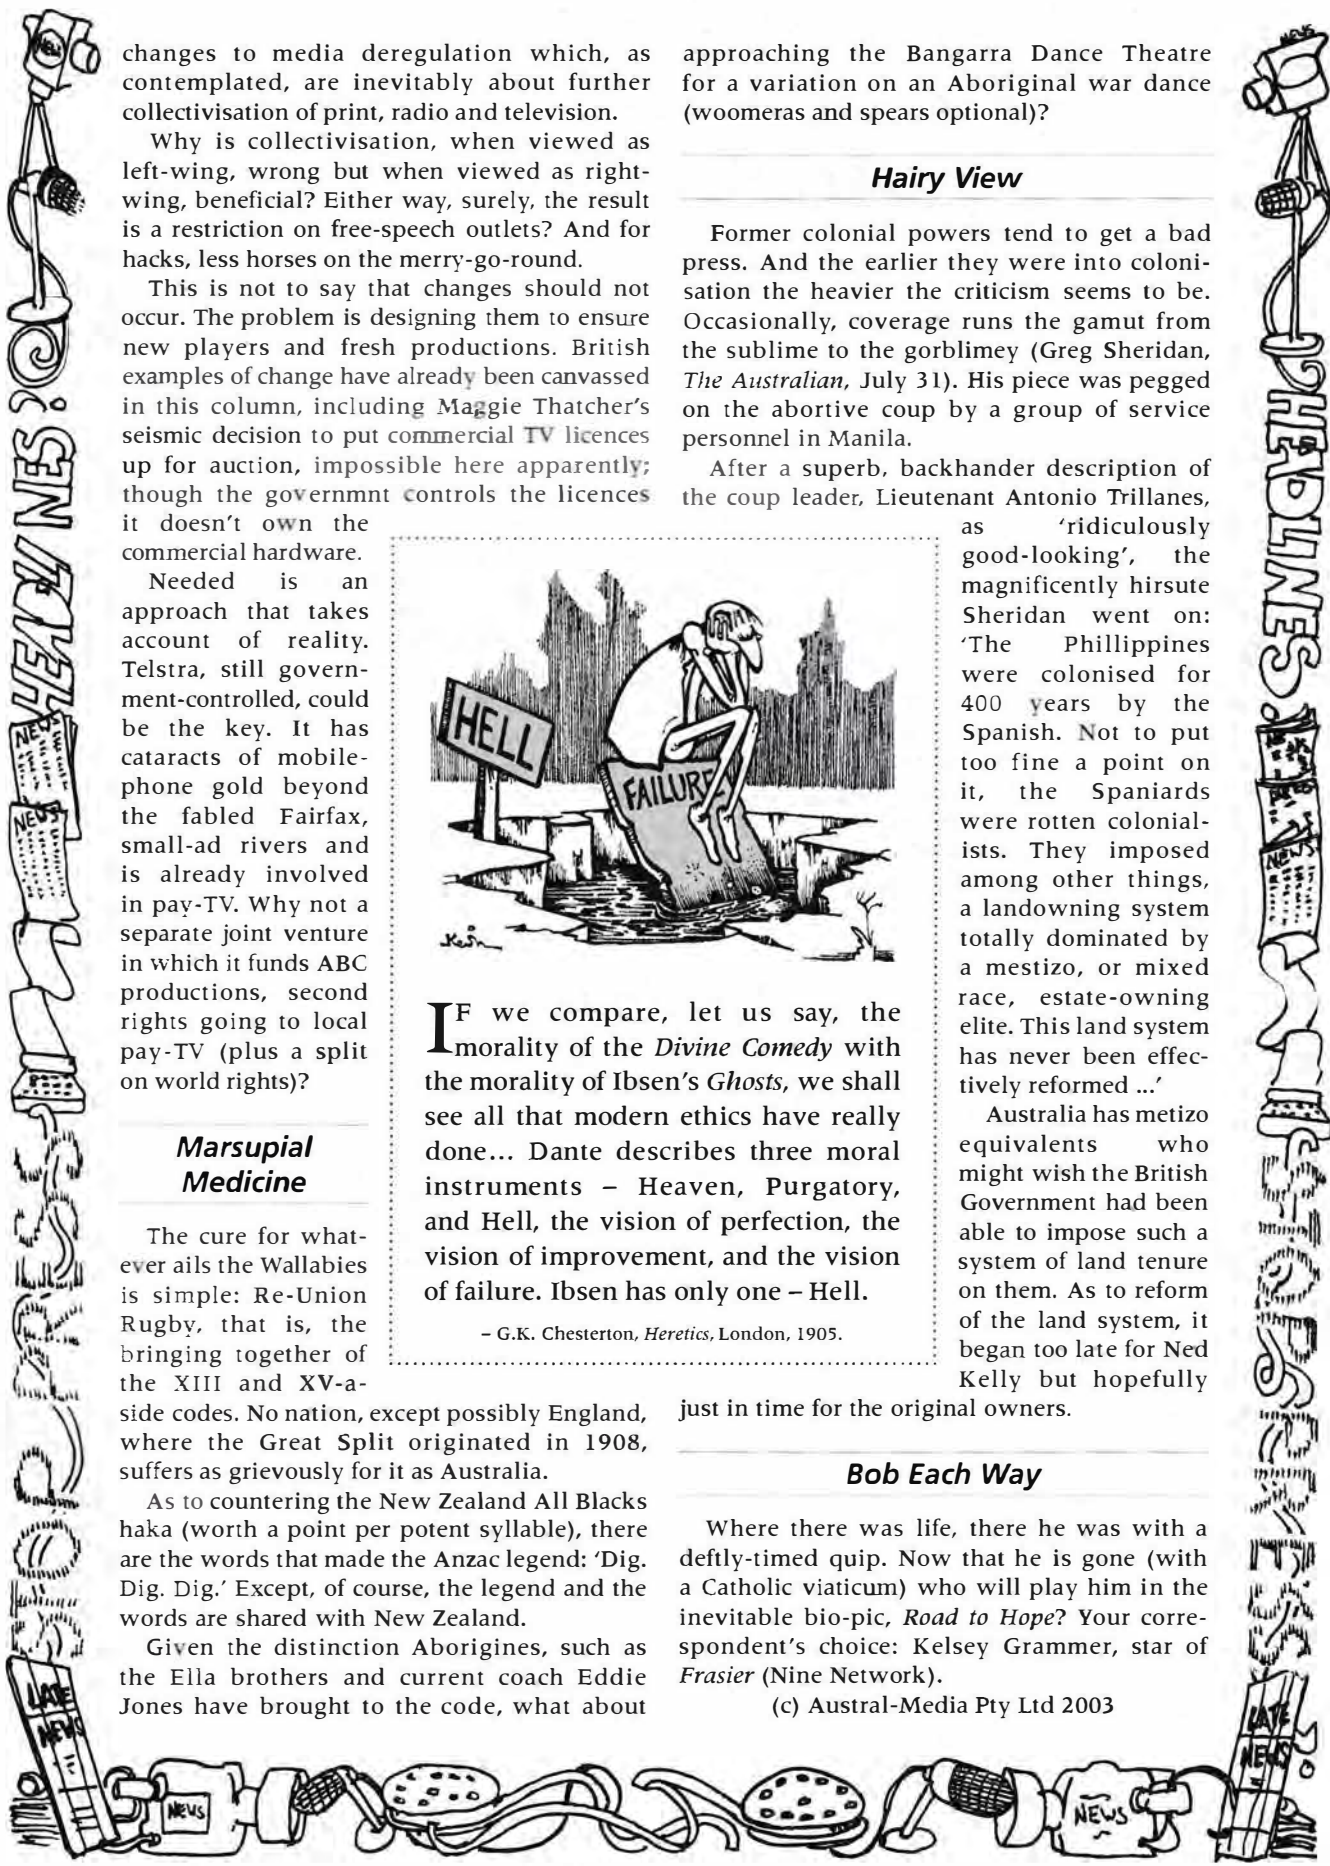 changes to media deregulation which, as
contemplated, are inevitably about further
collectivisation of print, radio and television.
Why is collectivisation, when viewed as
left-wing, wrong but when viewed as right-
wing, beneficial? Either way, surely, the result
is a restriction on free-speech outlets? And for
hacks, less horses on the merry-go-round.
This is not to say that changes should not
occur. The problem is designing them to ensure
new players and fresh productions. British
examples of change have already been canvassed
in this column, including Maggie Thatcher's
seismic decision to put commercial TV licences
up for auction, impossible here apparently;
though the governmnt controls the licences
it doesn't own the
commercial hardware.
Needed is an
approach that takes
account of reality.
Telstra, still govern-
ment-controlled, could
be the key. It has
cataracts of mobile-
phone gold beyond
the fabled Fairfax,
small-ad rivers and
is already involved
in pay-TV. Why not a
separate joint venture
in which it funds ABC
productions, second
rights going to local
pay-TV (plus a split
on world rights)?
Marsupial
Medicine
The cure for what-
ever ails the Wallabies
is simple: Re-Union
Rugby, that is, the
bringing together of
the XIII and XV-a-
side codes. No nation, except possibly England,
where the Great Split originated in 1908,
suffers as grievously for it as Australia.
As to countering the New Zealand All Blacks
haka (worth a point per potent syllable), there
are the words that made the Anzac legend: 'Dig.
Dig. Dig.' Except, of course, the legend and the
words are shared with New Zealand.
Given the distinction Aborigines, such as
the Ella brothers and current coach Eddie
Jones have brought to the code, what about
approaching the Bangarra Dance Theatre
for a variation on an Aboriginal war dance
(woomeras and spears optional)?
Hairy View
Former colonial powers tend to get a bad
press. And the earlier they were into coloni-
sation the heavier the criticism seems to be.
Occasionally, coverage runs the gamut from
the sublime to the gorblimey (Greg Sheridan,
The Australian, July 31). His piece was pegged
on the abortive coup by a group of service
personnel in Manila.
After a superb, backhander description of
the coup leader, Lieutenant Antonio Trillanes,
as 'ridiculously
good-looking', the
magnificently hirsute
Sheridan went on:
'The Phillippines
were colonised for
400 years by the
Spanish. Not to put
too fine a point on
it, the Spaniards
were rotten colonial-
ists. They imposed
among other things,
a landowning system
totally dominated by
a mestizo, or mixed
race, estate-owning
elite. This land system
has never been effec-
tively reformed ...'
Australia has metizo
equivalents who
might wish the British
Government had been
able to impose such a
system of land tenure
on them. As to reform
of the land system, it
began too late for Ned
Kelly but hopefully
just in time for the original owners.
Bob Each Way
Where there was life, there he was with a
deftly-timed quip. Now that he is gone (with
a Catholic viaticum) who will play him in the
inevitable bio-pic, Road to Hope? Your corre-
spondent's choice: Kelsey Grammer, star of
Frasier (Nine Network).
(c) Austral-Media Pty Ltd 2003
HELL
FAILURE
Kevin
IF we compare, let us say, the
morality of the Divine Comedy with
the morality of Ibsen's Ghosts, we shall
see all that modern ethics have really
done... Dante describes three moral
instruments – Heaven, Purgatory,
and Hell, the vision of perfection, the
vision of improvement, and the vision
of failure. Ibsen has only one – Hell.
– G.K. Chesterton, Heretics, London, 1905.
NEWS
HEADLINES
NEWS
NEWS
STOP PRESS
LATE
NEWS
NEWS
HEADLINES
NEWS
STOP PRESS
LATE
NEWS
NEWS
NEWS